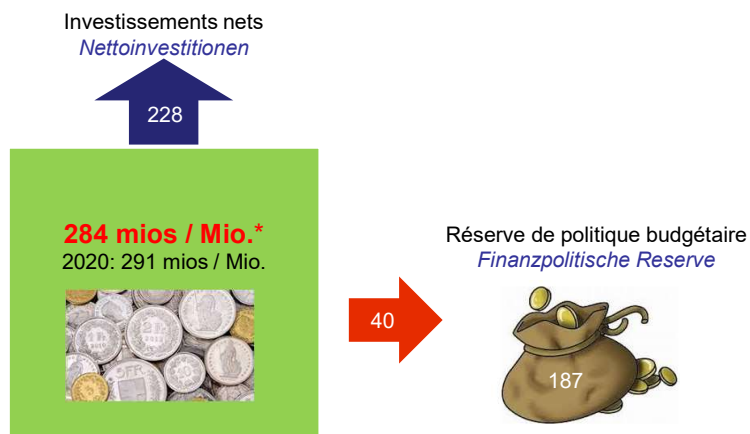 Investissements nets
Nettoinvestitionen
228
284 mios / Mio.*
2020: 291 mios / Mio.
40
Réserve de politique budgétaire
Finanzpolitische Reserve
187